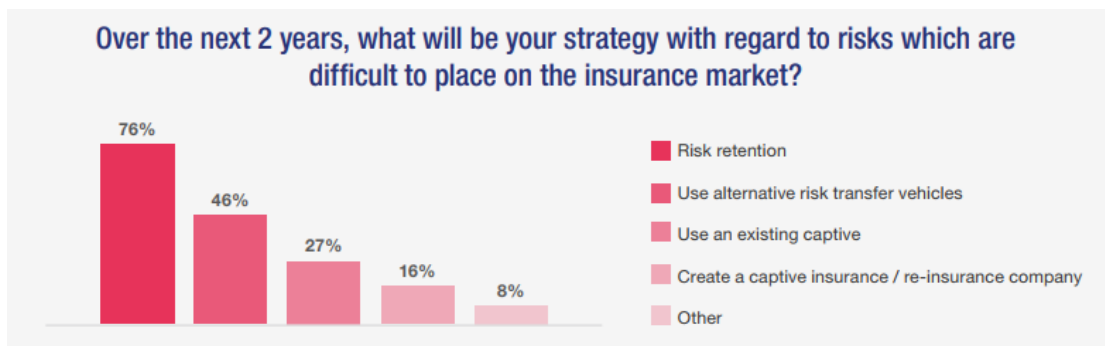 Over the next 2 years, what will be your strategy with regard to risks which are
difficult to place on the insurance market?
76%
46%
27%
16%
8%
Risk retention
Use alternative risk transfer vehicles
Use an existing captive
Create a captive insurance / re-insurance company
Other